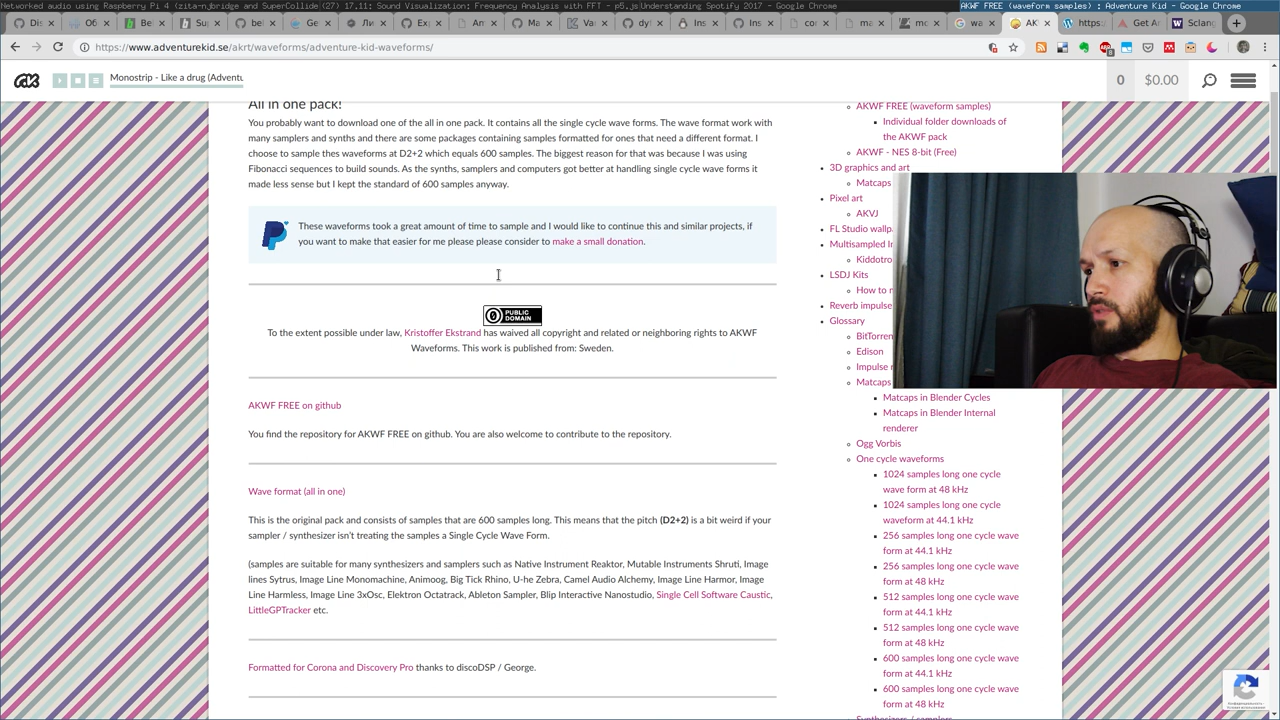 Networked audio using Raspberry Pi 4 (zita-njbridge and SuperCollider(27) 17.11: Sound Visualization: Frequency Analysis with FFT - p5.jsUnderstanding Spotify 2017 - Google Chrome
AKWF FREE (waveform samples) : Adventure Kid - Google Chrome
https://www.adventurekid.se/akrt/waveforms/adventure-kid-waveforms/
Monostrip - Like a drug (Adventu
0 $0.00
All in one pack!
You probably want to download one of the all in one pack. It contains all the single cycle wave forms. The wave format work with
many samplers and synths and there are some packages containing samples formatted for ones that need a different format. I
choose to sample thes waveforms at D2+2 which equals 600 samples. The biggest reason for that was because I was using
Fibonacci sequences to build sounds. As the synths, samplers and computers got better at handling single cycle wave forms it
made less sense but I kept the standard of 600 samples anyway.
These waveforms took a great amount of time to sample and I would like to continue this and similar projects, if
you want to make that easier for me please please consider to make a small donation.
PUBLIC
DOMAIN
To the extent possible under law, Kristoffer Ekstrand has waived all copyright and related or neighboring rights to AKWF
Waveforms. This work is published from: Sweden.
AKWF FREE on github
You find the repository for AKWF FREE on github. You are also welcome to contribute to the repository.
Wave format (all in one)
This is the original pack and consists of samples that are 600 samples long. This means that the pitch (D2+2) is a bit weird if your
sampler / synthesizer isn't treating the samples a Single Cycle Wave Form.
(samples are suitable for many synthesizers and samplers such as Native Instrument Reaktor, Mutable Instruments Shruti, Image
lines Sytrus, Image Line Monomachine, Animoog, Big Tick Rhino, U-he Zebra, Camel Audio Alchemy, Image Line Harmor, Image
Line Harmless, Image Line 3xOsc, Elektron Octatrack, Ableton Sampler, Blip Interactive Nanostudio, Single Cell Software Caustic,
LittleGPTracker etc.
Formatted for Corona and Discovery Pro thanks to discoDSP / George.
AKWF FREE (waveform samples)
Individual folder downloads of
the AKWF pack
AKWF - NES 8-bit (Free)
3D graphics and art
Matcaps
Pixel art
AKVJ
FL Studio wallp
Multisampled I
Kiddotro
LSDJ Kits
How to r
Reverb impulse
Glossary
BitTorren
Edison
Impulse r
Matcaps
Matcaps in Blender Cycles
Matcaps in Blender Internal
renderer
Ogg Vorbis
One cycle waveforms
1024 samples long one cycle
wave form at 48 kHz
1024 samples long one cycle
waveform at 44.1 kHz
256 samples long one cycle wave
form at 44.1 kHz
256 samples long one cycle wave
form at 48 kHz
512 samples long one cycle wave
form at 44.1 kHz
512 samples long one cycle wave
form at 48 kHz
600 samples long one cycle wave
form at 44.1 kHz
600 samples long one cycle wave
form at 48 kHz